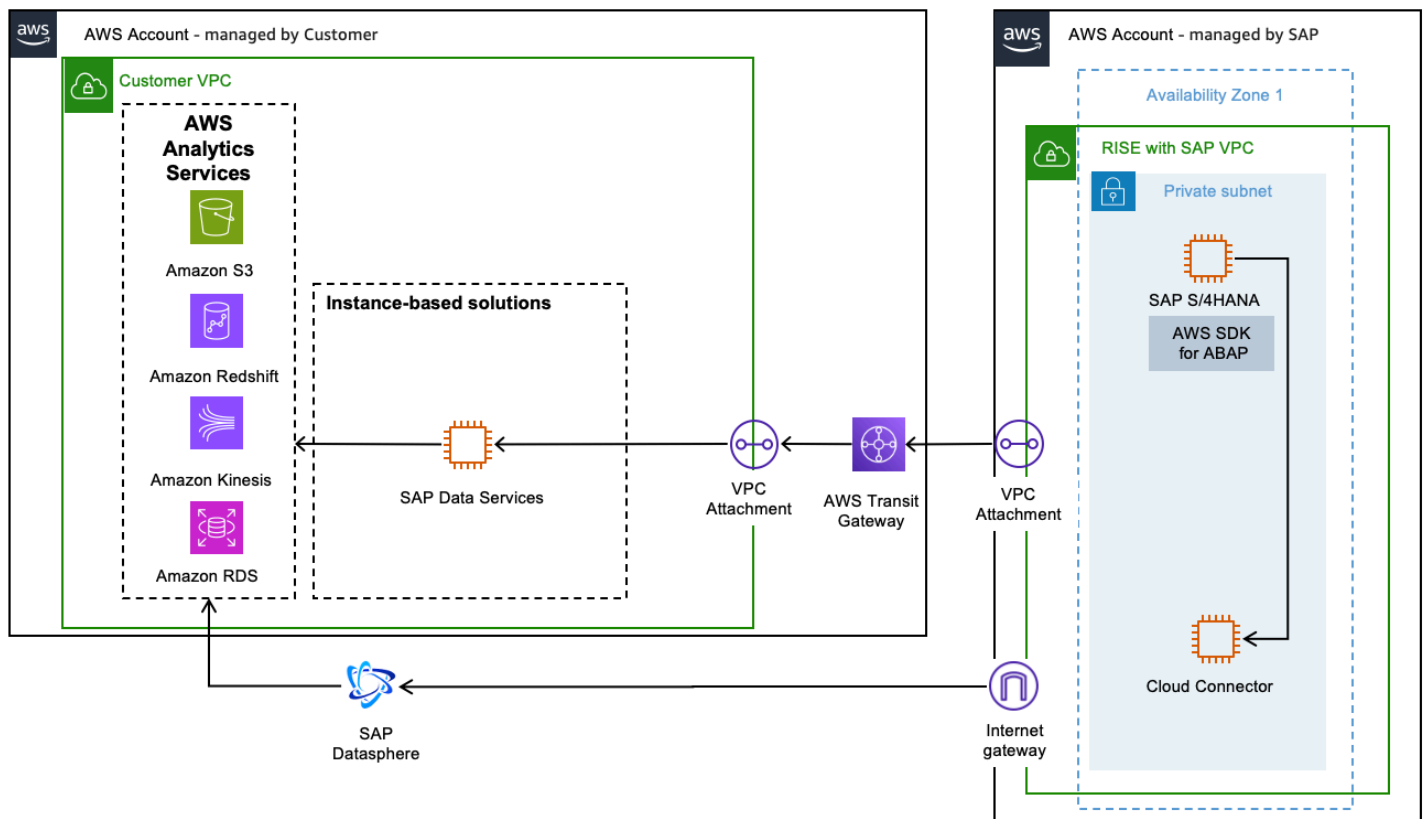 aws
AWS Account - managed by Customer
Customer VPC
AWS
Analytics
Services
Amazon S3
Amazon Redshift
Amazon Kinesis
Amazon RDS
Instance-based solutions
SAP Data Services
VPC
Attachment
AWS Transit
Gateway
SAP
Datasphere
aws
AWS Account - managed by SAP
Availability Zone 1
RISE with SAP VPC
Private subnet
SAP S/4HANA
AWS SDK
for ABAP
VPC
Attachment
Cloud Connector
Internet
gateway